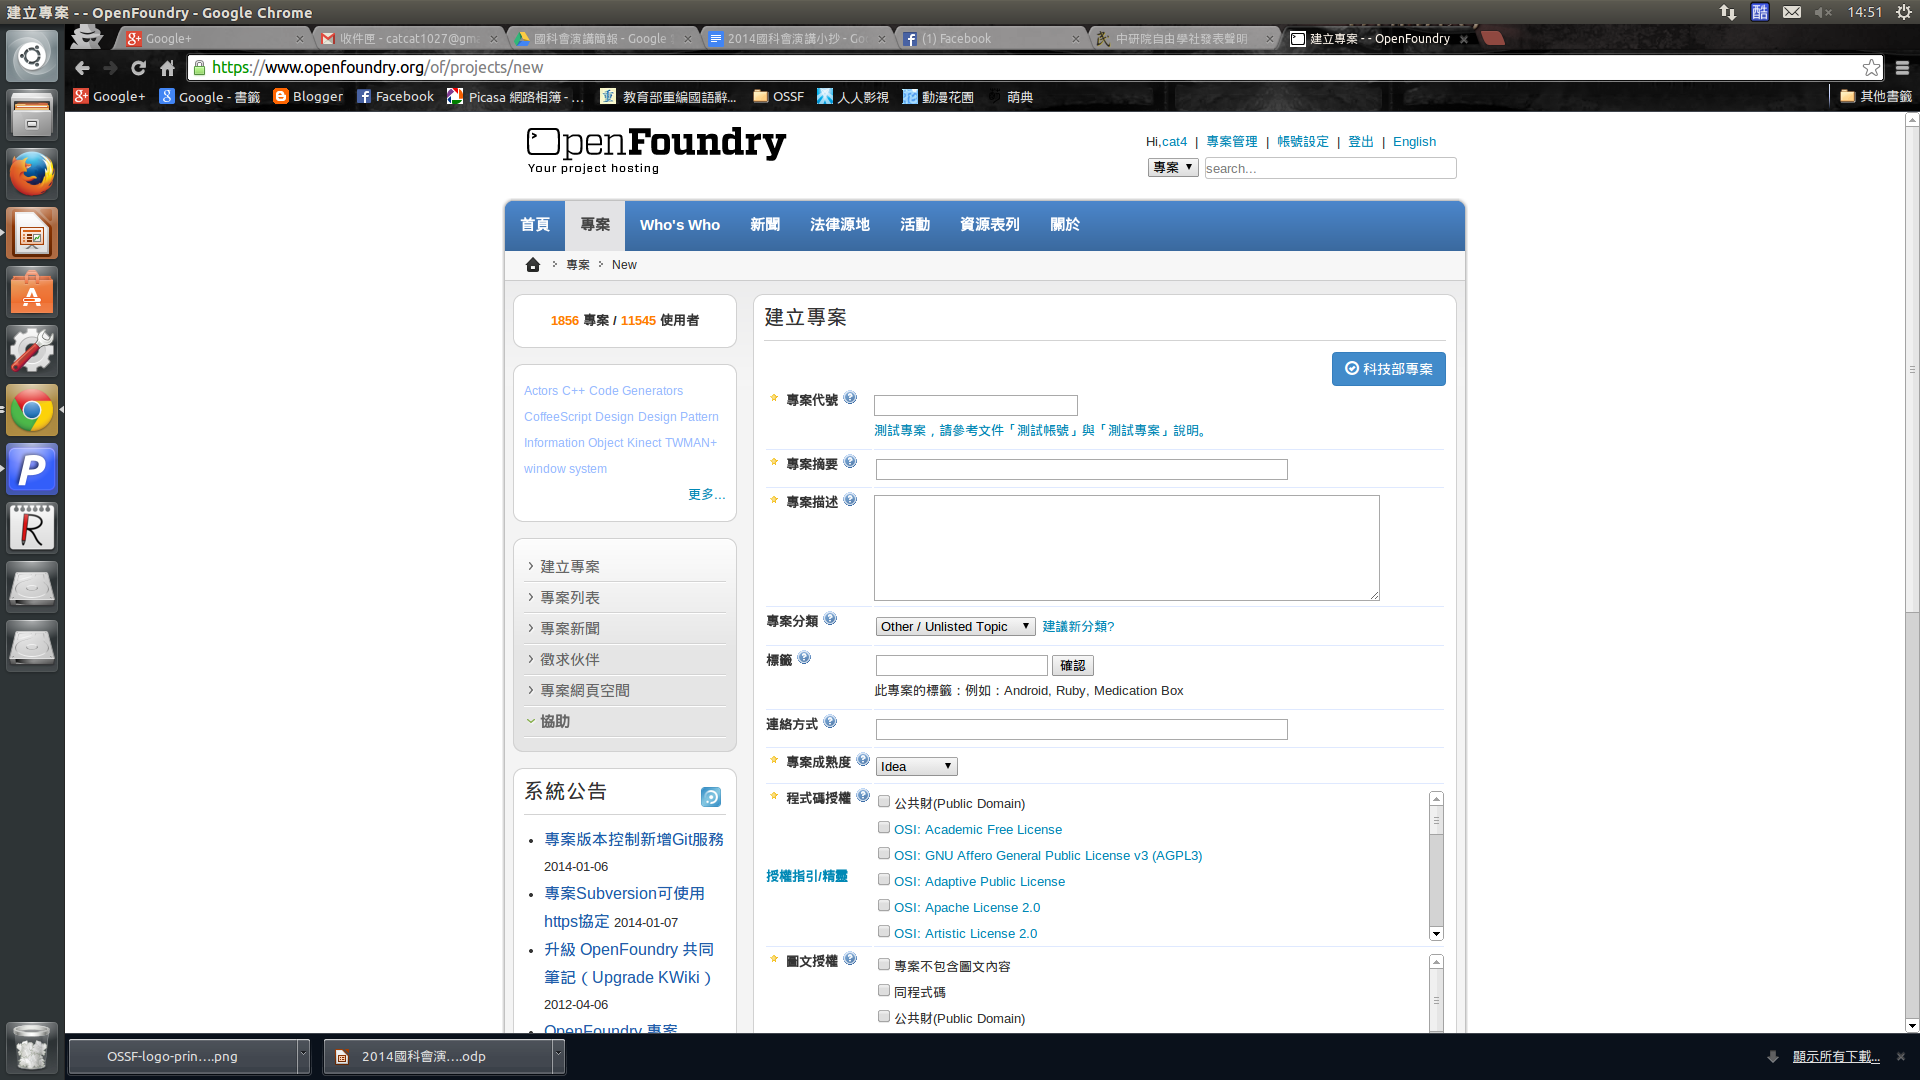 建立專案 - - OpenFoundry - Google Chrome
14:51
Google+
收件匣 - catcat1027@gma
國科會演講簡報 - Google
2014國科會演講小抄 - Go
(1) Facebook
中研院自由學社發表聲明
建立專案 - - OpenFoundry
https://www.openfoundry.org/of/projects/new
Google+
Google - 書籤
Blogger
Facebook
Picasa 網路相簿 - ...
教育部重編國語辭...
OSSF
人人影視
動漫花園
萌典
其他書籤
OpenFoundry
Your project hosting
Hi,cat4 | 專案管理 | 帳號設定 | 登出 | English
專案
search...
首頁 專案 Who's Who 新聞 法律源地 活動 資源表列 關於
專案 New
1856 專案 / 11545 使用者
Actors C++ Code Generators
CoffeeScript Design Design Pattern
Information Object Kinect TWMAN+
window system
更多...
建立專案
專案列表
專案新聞
徵求伙伴
專案網頁空間
協助
系統公告
專案版本控制新增Git服務
2014-01-06
專案Subversion可使用
https協定 2014-01-07
升級 OpenFoundry 共同
筆記（Upgrade KWiki）
2012-04-06
OpenFoundry 專案
建立專案
科技部專案
專案代號
測試專案，請參考文件「測試帳號」與「測試專案」說明。
專案摘要
專案描述
專案分類
Other / Unlisted Topic
建議新分類?
標籤
確認
此專案的標籤：例如：Android, Ruby, Medication Box
連絡方式
專案成熟度
Idea
程式碼授權
授權指引/精靈
公共財(Public Domain)
OSI: Academic Free License
OSI: GNU Affero General Public License v3 (AGPL3)
OSI: Adaptive Public License
OSI: Apache License 2.0
OSI: Artistic License 2.0
圖文授權
專案不包含圖文內容
同程式碼
公共財(Public Domain)
OSSF-logo-prin....png
2014國科會演....odp
顯示所有下載...